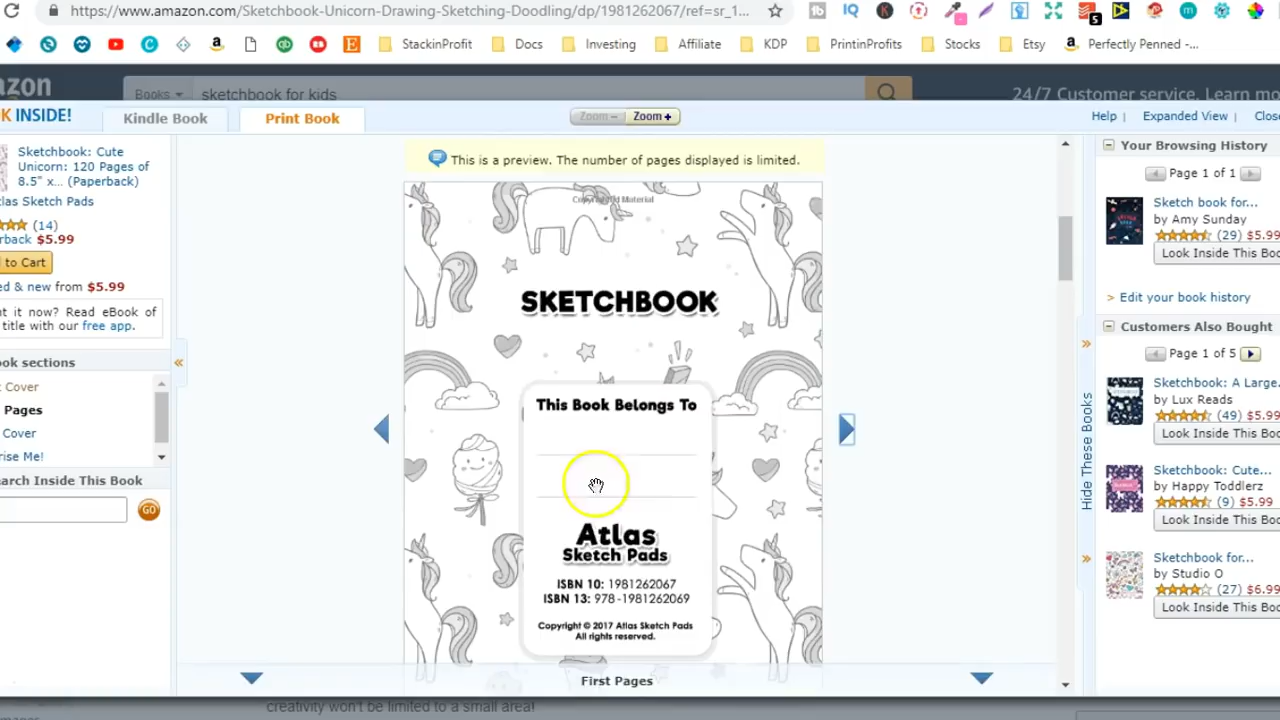 https://www.amazon.com/Sketchbook-Unicorn-Drawing-Sketching-Doodling/dp/1981262067/ref=sr_1...
StackinProfit
Docs
Investing
Affiliate
KDP
PrintinProfits
Stocks
Etsy
Perfectly Penned -...
azon
Books
sketchbook for kids
24/7 Customer service. Learn mo
K INSIDE!
Kindle Book
Print Book
Zoom −
Zoom +
Help |
Expanded View |
Close
Sketchbook: Cute
Unicorn: 120 Pages of
8.5" x... (Paperback)
tlas Sketch Pads
(14)
rback $5.99
to Cart
ed & new from $5.99
nt it now? Read eBook of
title with our free app.
ok sections
t Cover
Pages
Cover
rise Me!
earch Inside This Book
GO
This is a preview. The number of pages displayed is limited.
Copyrighted Material
SKETCHBOOK
This Book Belongs To
Atlas
Sketch Pads
ISBN 10: 1981262067
ISBN 13: 978-1981262069
Copyright © 2017 Atlas Sketch Pads
All rights reserved.
First Pages
Hide These Books
Your Browsing History
Page 1 of 1
Sketch book for...
by Amy Sunday
(29) $5.99
Look Inside This Boo
> Edit your book history
Customers Also Bought
Page 1 of 5
Sketchbook: A Large...
by Lux Reads
(49) $5.99
Look Inside This Boo
Sketchbook: Cute...
by Happy Toddlerz
(9) $5.99
Look Inside This Boo
Sketchbook for...
by Studio O
(27) $6.99
Look Inside This Boo
creativity won't be limited to a small area!